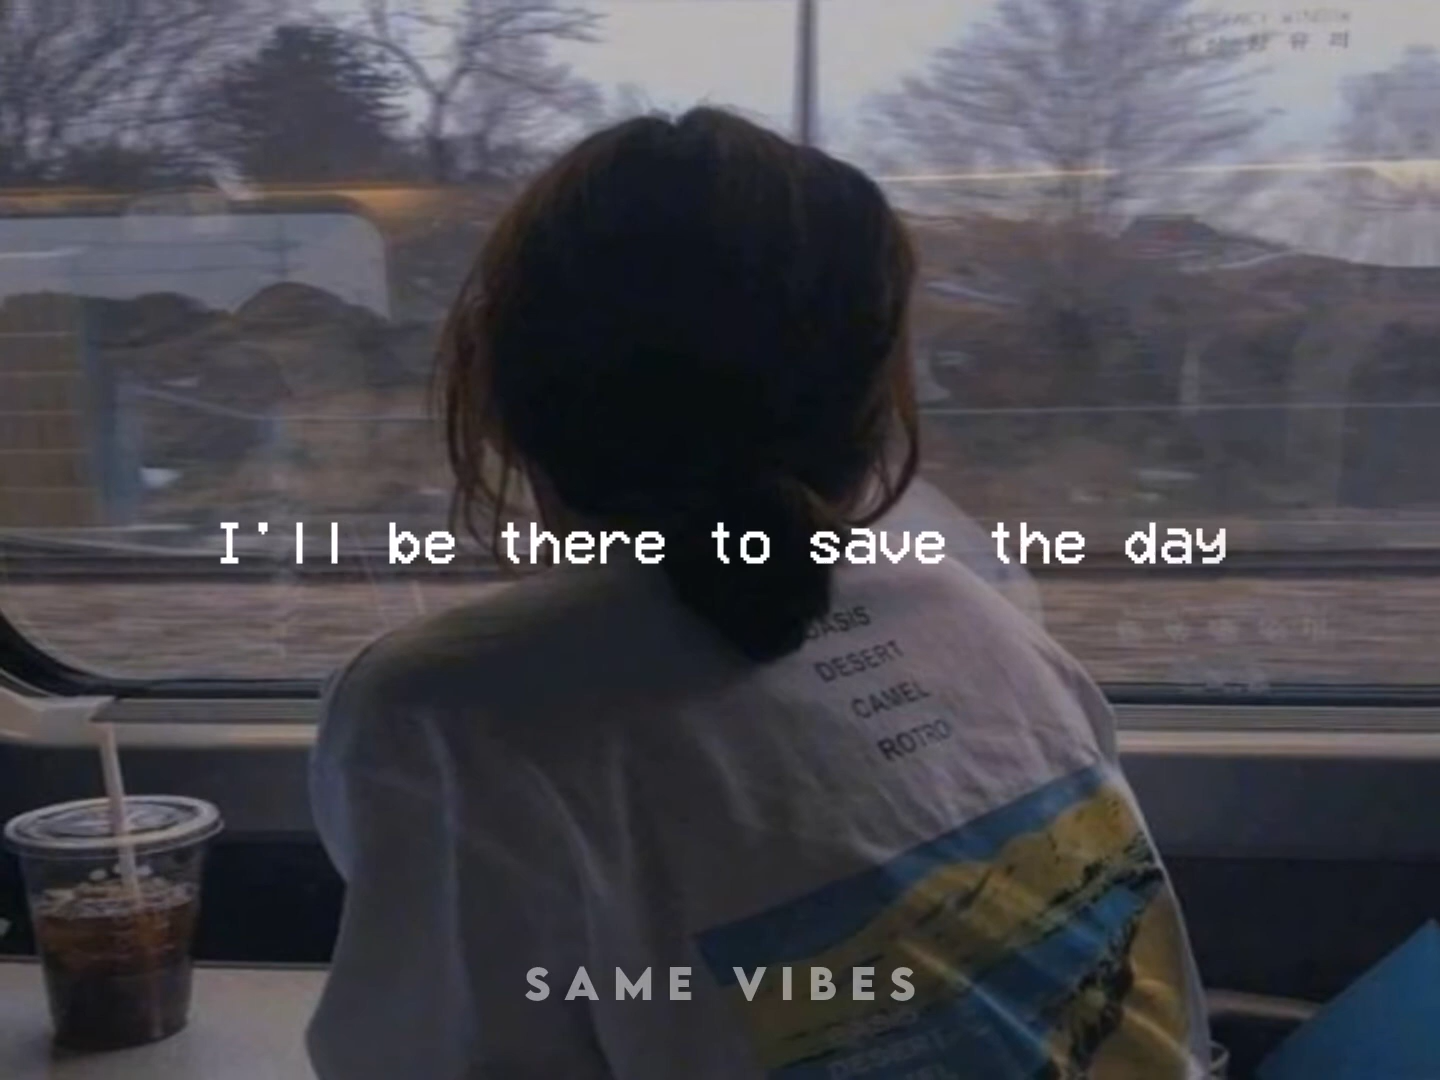 I'll be there to save the day
OASIS
DESERT
CAMEL
ROTRO
SAME VIBES